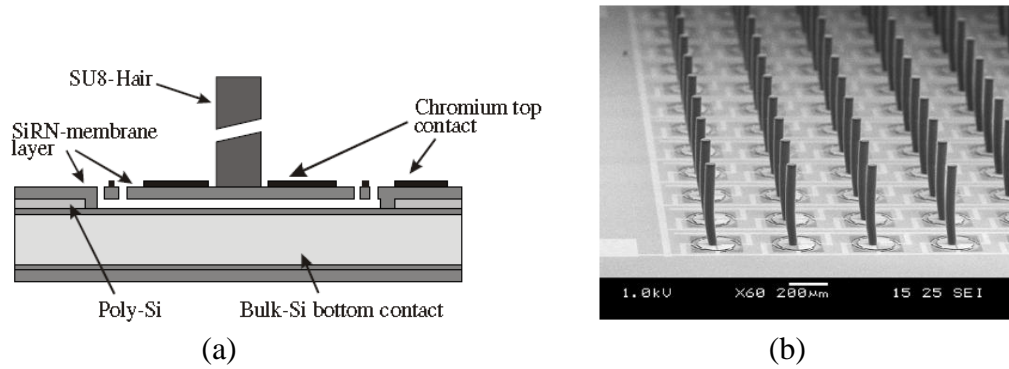 SU8-Hair
SiRN-membrane
layer
Chromium top
contact
Poly-Si
Bulk-Si bottom contact
(a)
1.0kV X60 200µm 15 25 SEI
(b)